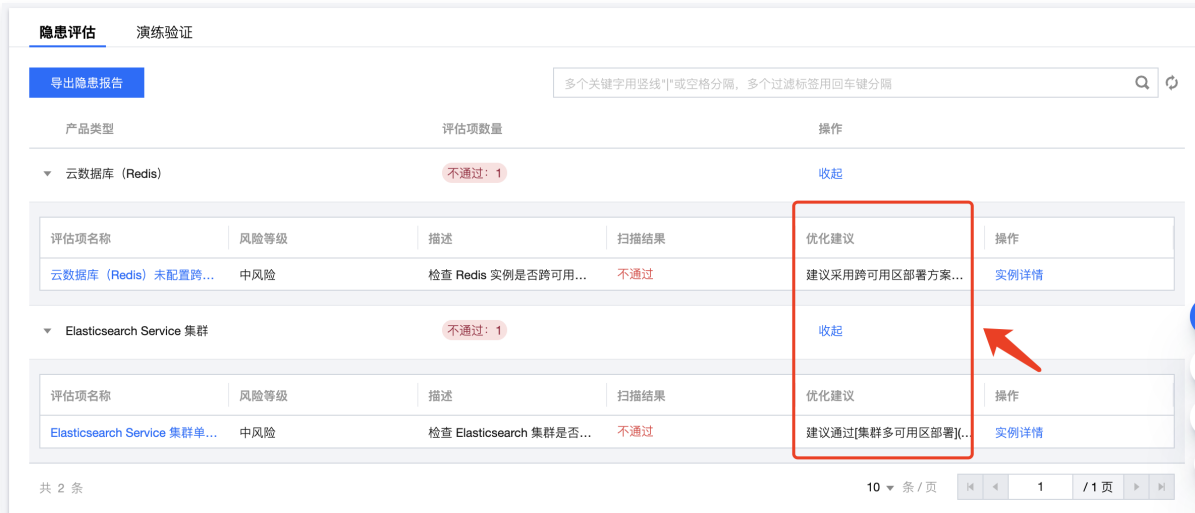 隐患评估 演练验证
导出隐患报告 多个关键字用竖线"|"或空格分隔，多个过滤标签用回车键分隔
产品类型 评估项数量 操作
云数据库（Redis） 不通过：1 收起
评估项名称 风险等级 描述 扫描结果 优化建议 操作
云数据库（Redis）未配置跨... 中风险 检查 Redis 实例是否跨可用... 不通过 建议采用跨可用区部署方案... 实例详情
Elasticsearch Service 集群 不通过：1 收起
评估项名称 风险等级 描述 扫描结果 优化建议 操作
Elasticsearch Service 集群单... 中风险 检查 Elasticsearch 集群是否... 不通过 建议通过[集群多可用区部署](... 实例详情
共 2 条 10 条 / 页 1 / 1 页